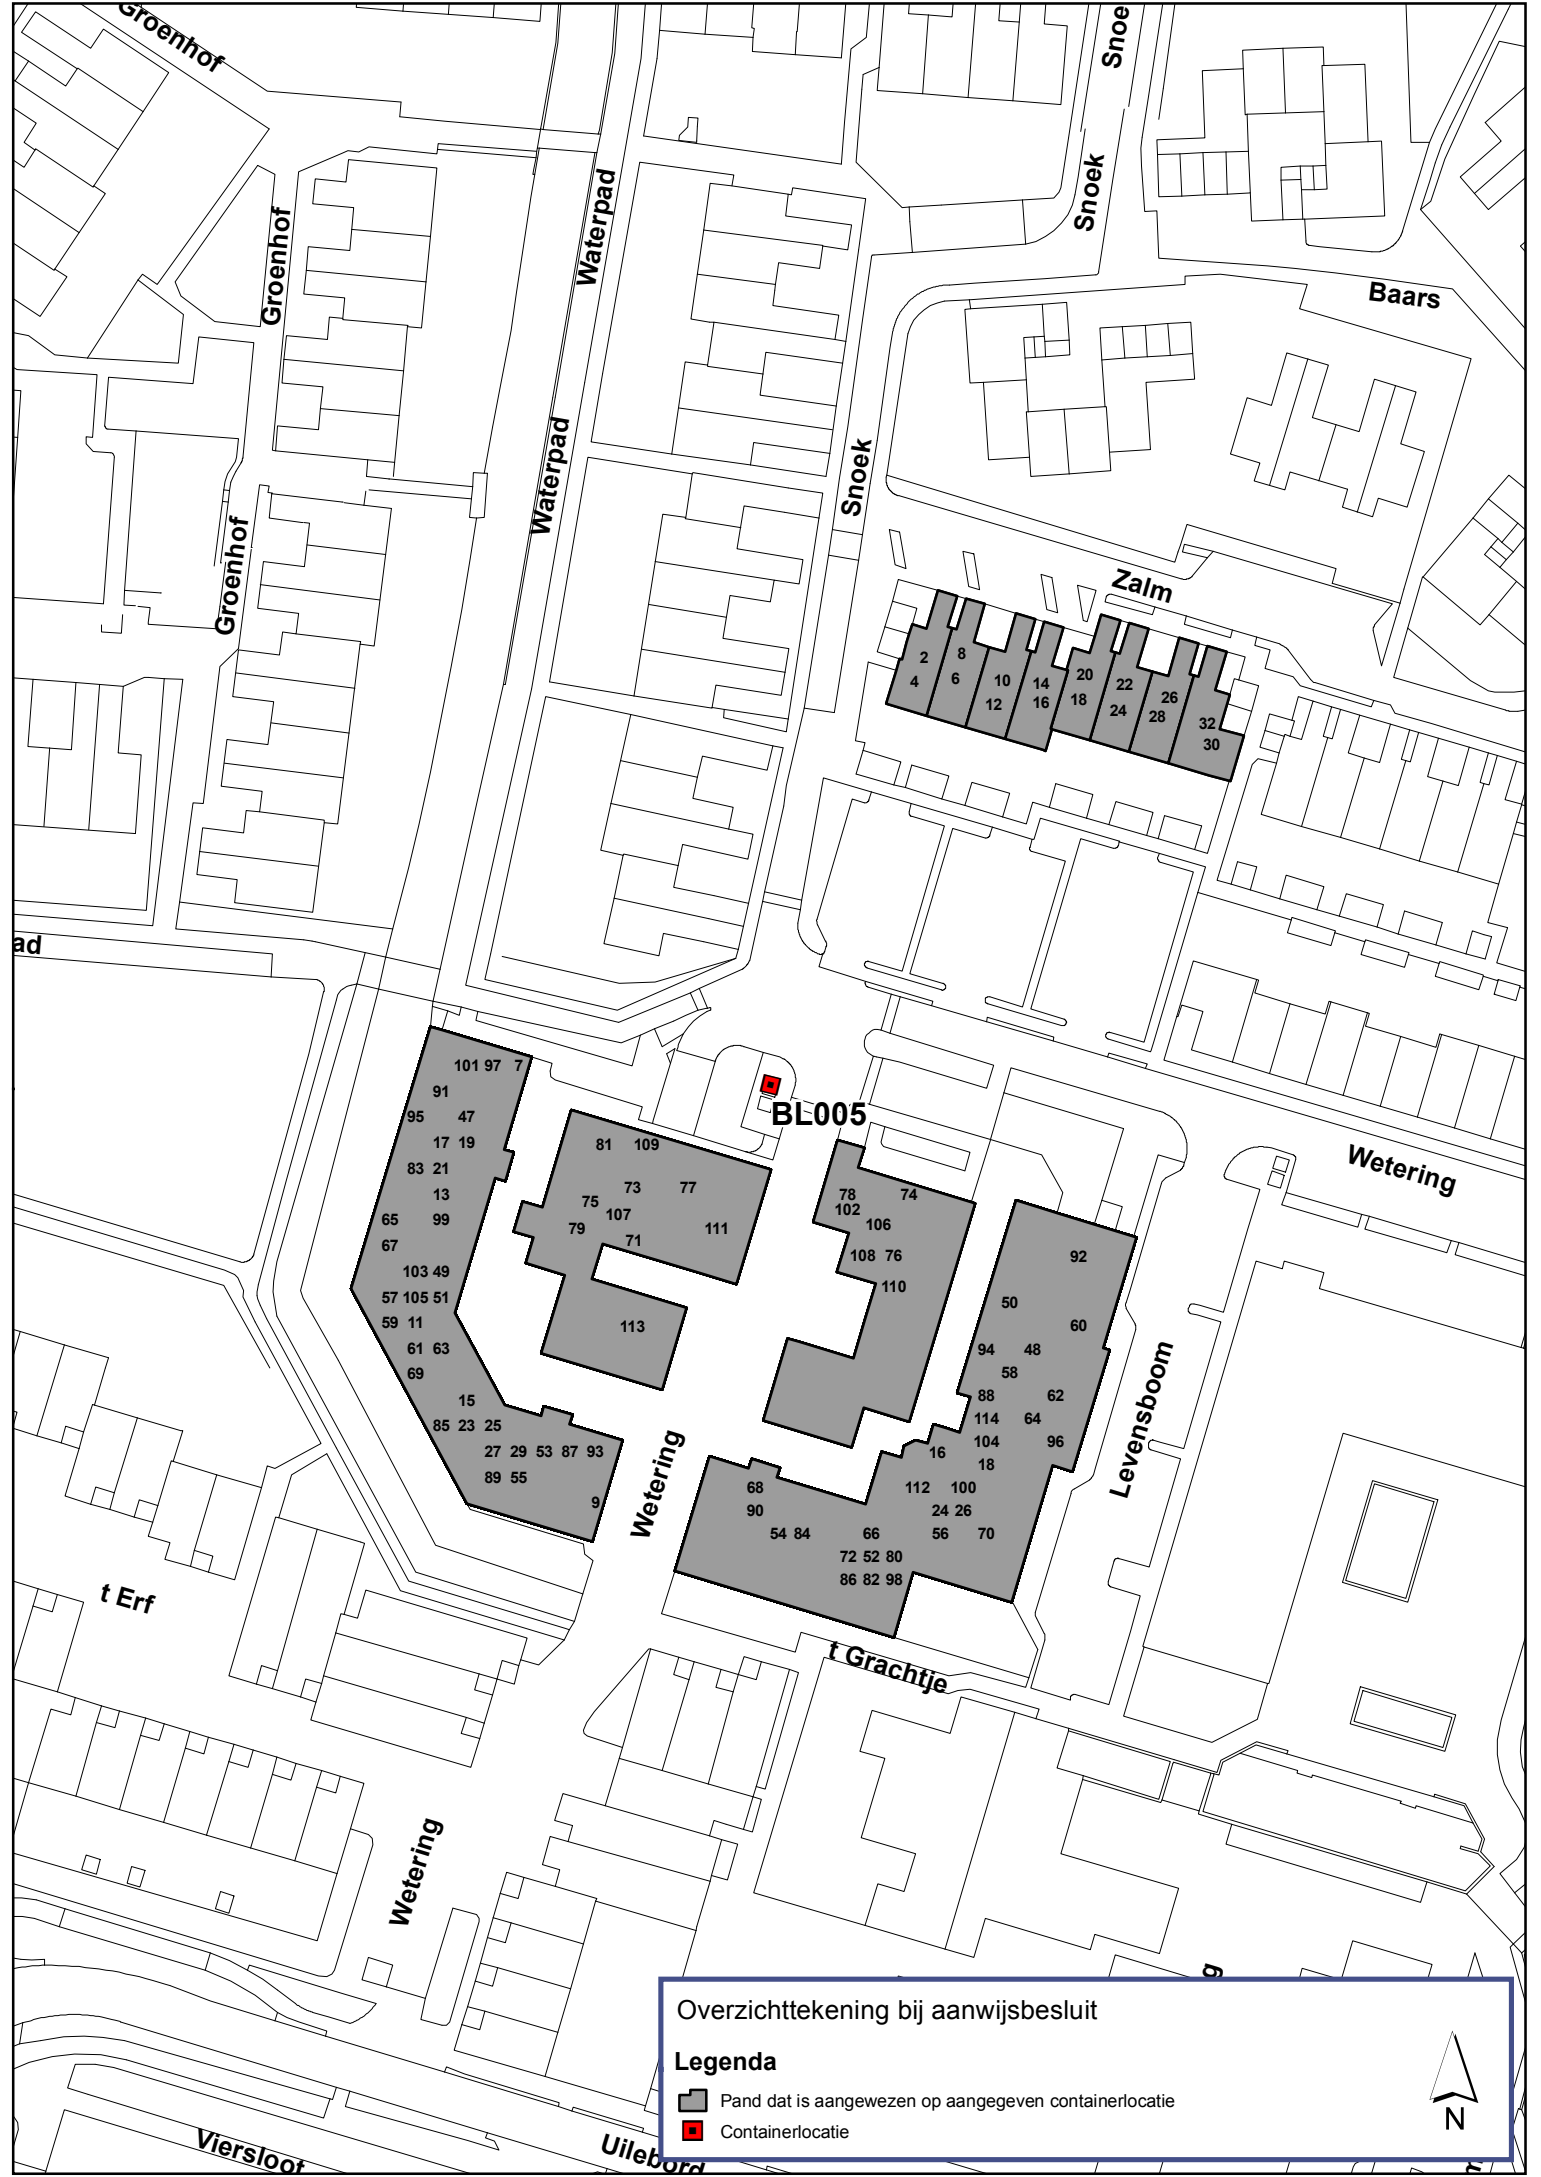 Groenhof
Snoe
Snoek
Waterpad
Groenhof
Baars
Waterpad
Snoek
Groenhof
Zalm
2
8
4
6
10
12
14
16
20
18
22
24
26
28
32
30
ad
101 97 7
91
95 47
17 19
83 21
13
65 99
67
103 49
57 105 51
59 11
61 63
69
15
85 23 25
27 29 53 87 93
89 55
9
BL005
81 109
73 77
75
107
79 111
71
113
78 74
102
106
108 76
110
92
50
60
94 48
58
88 62
114 64
104 96
16
18
112 100
24 26
56 70
68
90
54 84 66
72 52 80
86 82 98
Wetering
Levensboom
Wetering
t Erf
t Grachtje
Wetering
g
Viersloot
Uilebord
Overzichttekening bij aanwijsbesluit
Legenda
Pand dat is aangewezen op aangegeven containerlocatie
Containerlocatie
N